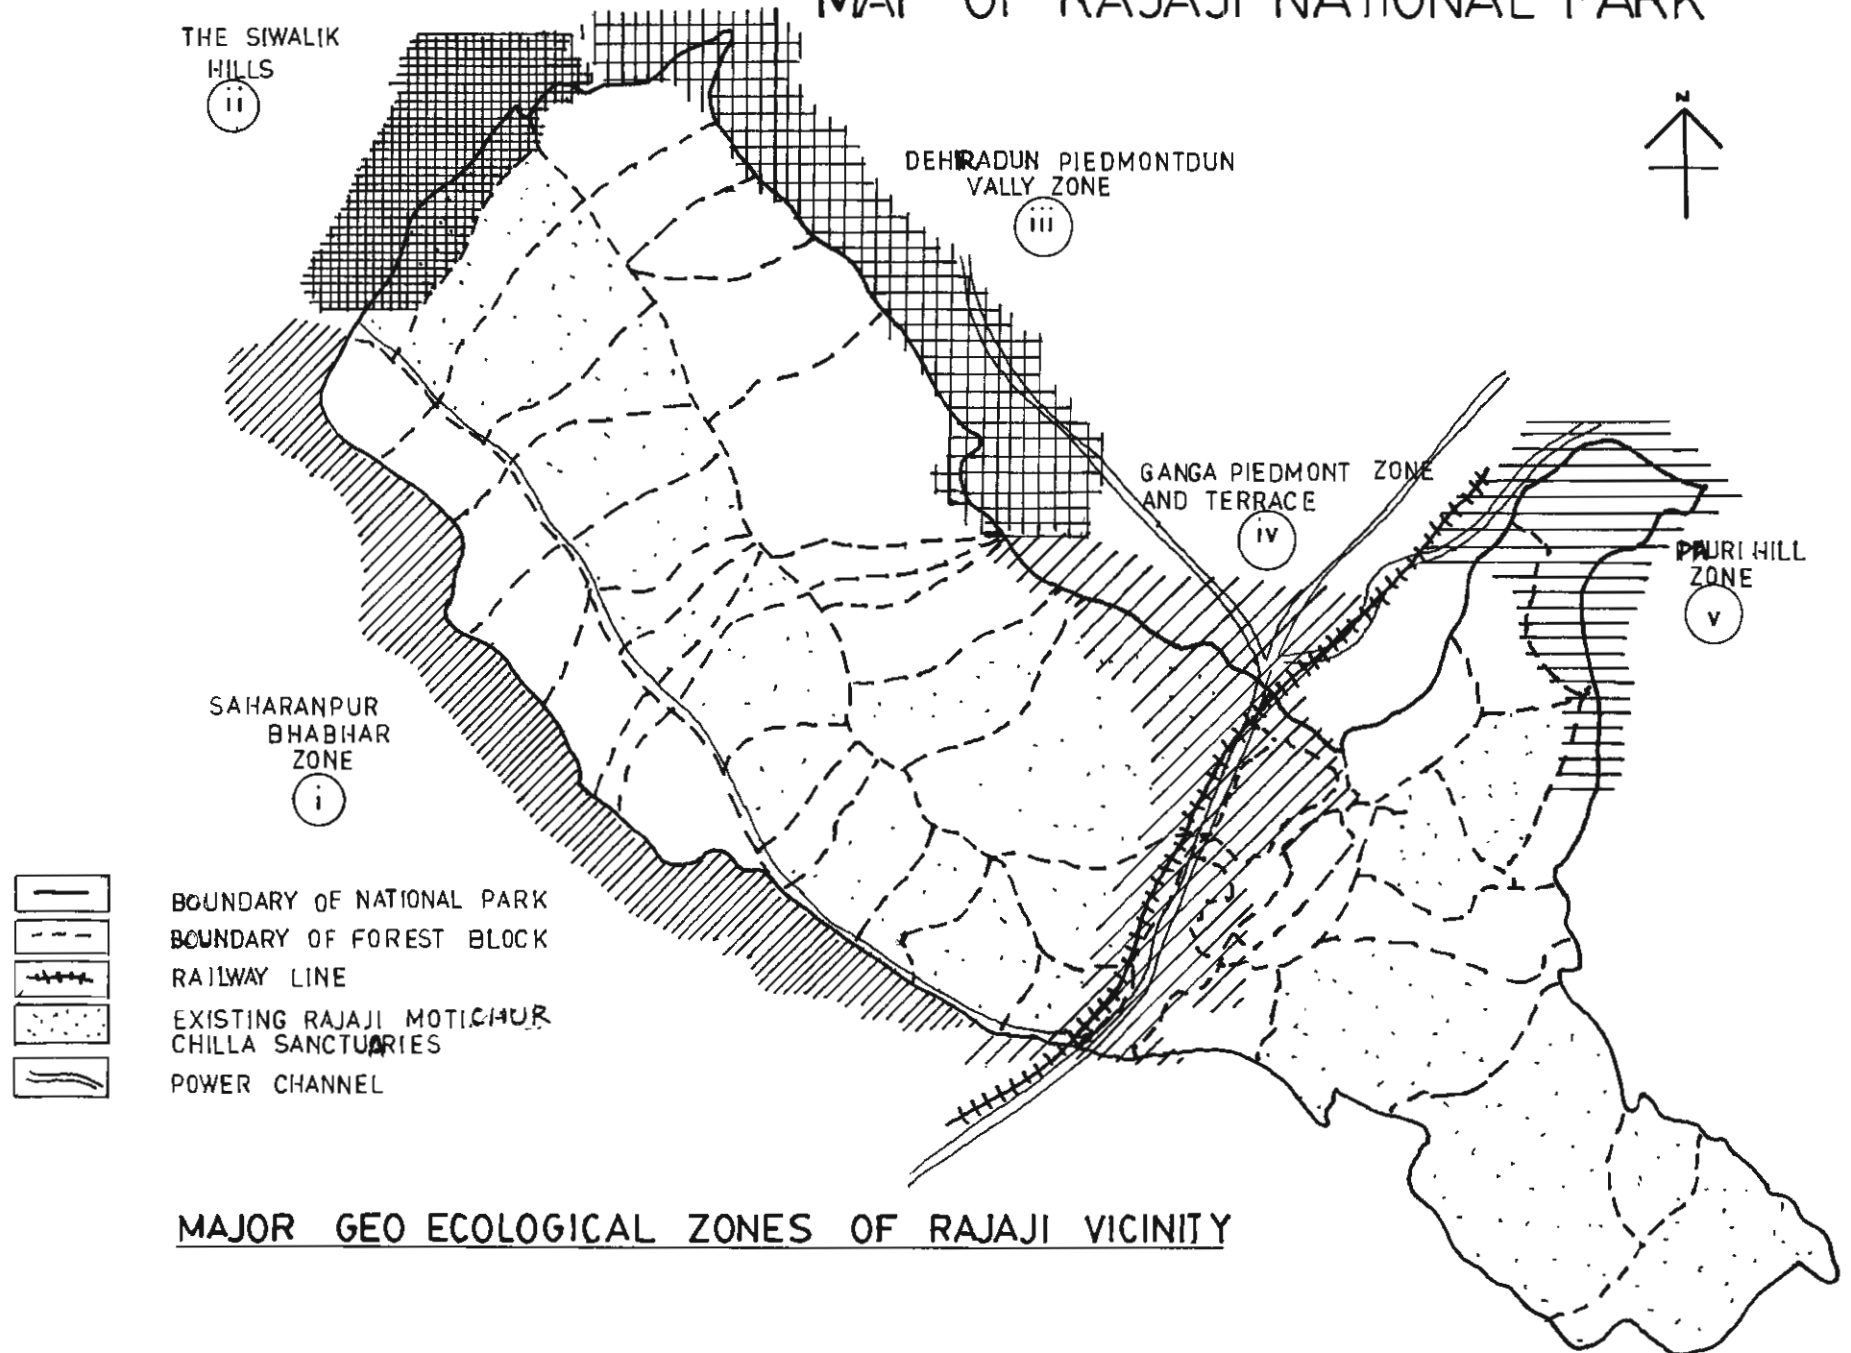 MAP OF RAJAJI NATIONAL PARK
THE SIWALIK
HILLS
ii
N
DEHRADUN PIEDMONTDUN
VALLY ZONE
iii
GANGA PIEDMONT ZONE
AND TERRACE
iv
PAURI HILL
ZONE
v
SAHARANPUR
BHABHAR
ZONE
i
BOUNDARY OF NATIONAL PARK
BOUNDARY OF FOREST BLOCK
RAILWAY LINE
EXISTING RAJAJI MOTICHUR
CHILLA SANCTUARIES
POWER CHANNEL
MAJOR GEO ECOLOGICAL ZONES OF RAJAJI VICINITY